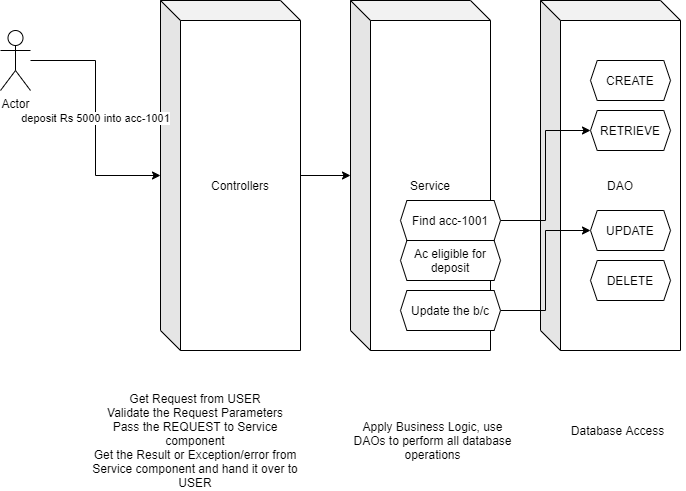 Actor
deposit Rs 5000 into acc-1001
Controllers
Service
Find acc-1001
Ac eligible for
deposit
Update the b/c
CREATE
RETRIEVE
DAO
UPDATE
DELETE
Get Request from USER
Validate the Request Parameters
Pass the REQUEST to Service
component
Get the Result or Exception/error from
Service component and hand it over to
USER
Apply Business Logic, use
DAOs to perform all database
operations
Database Access